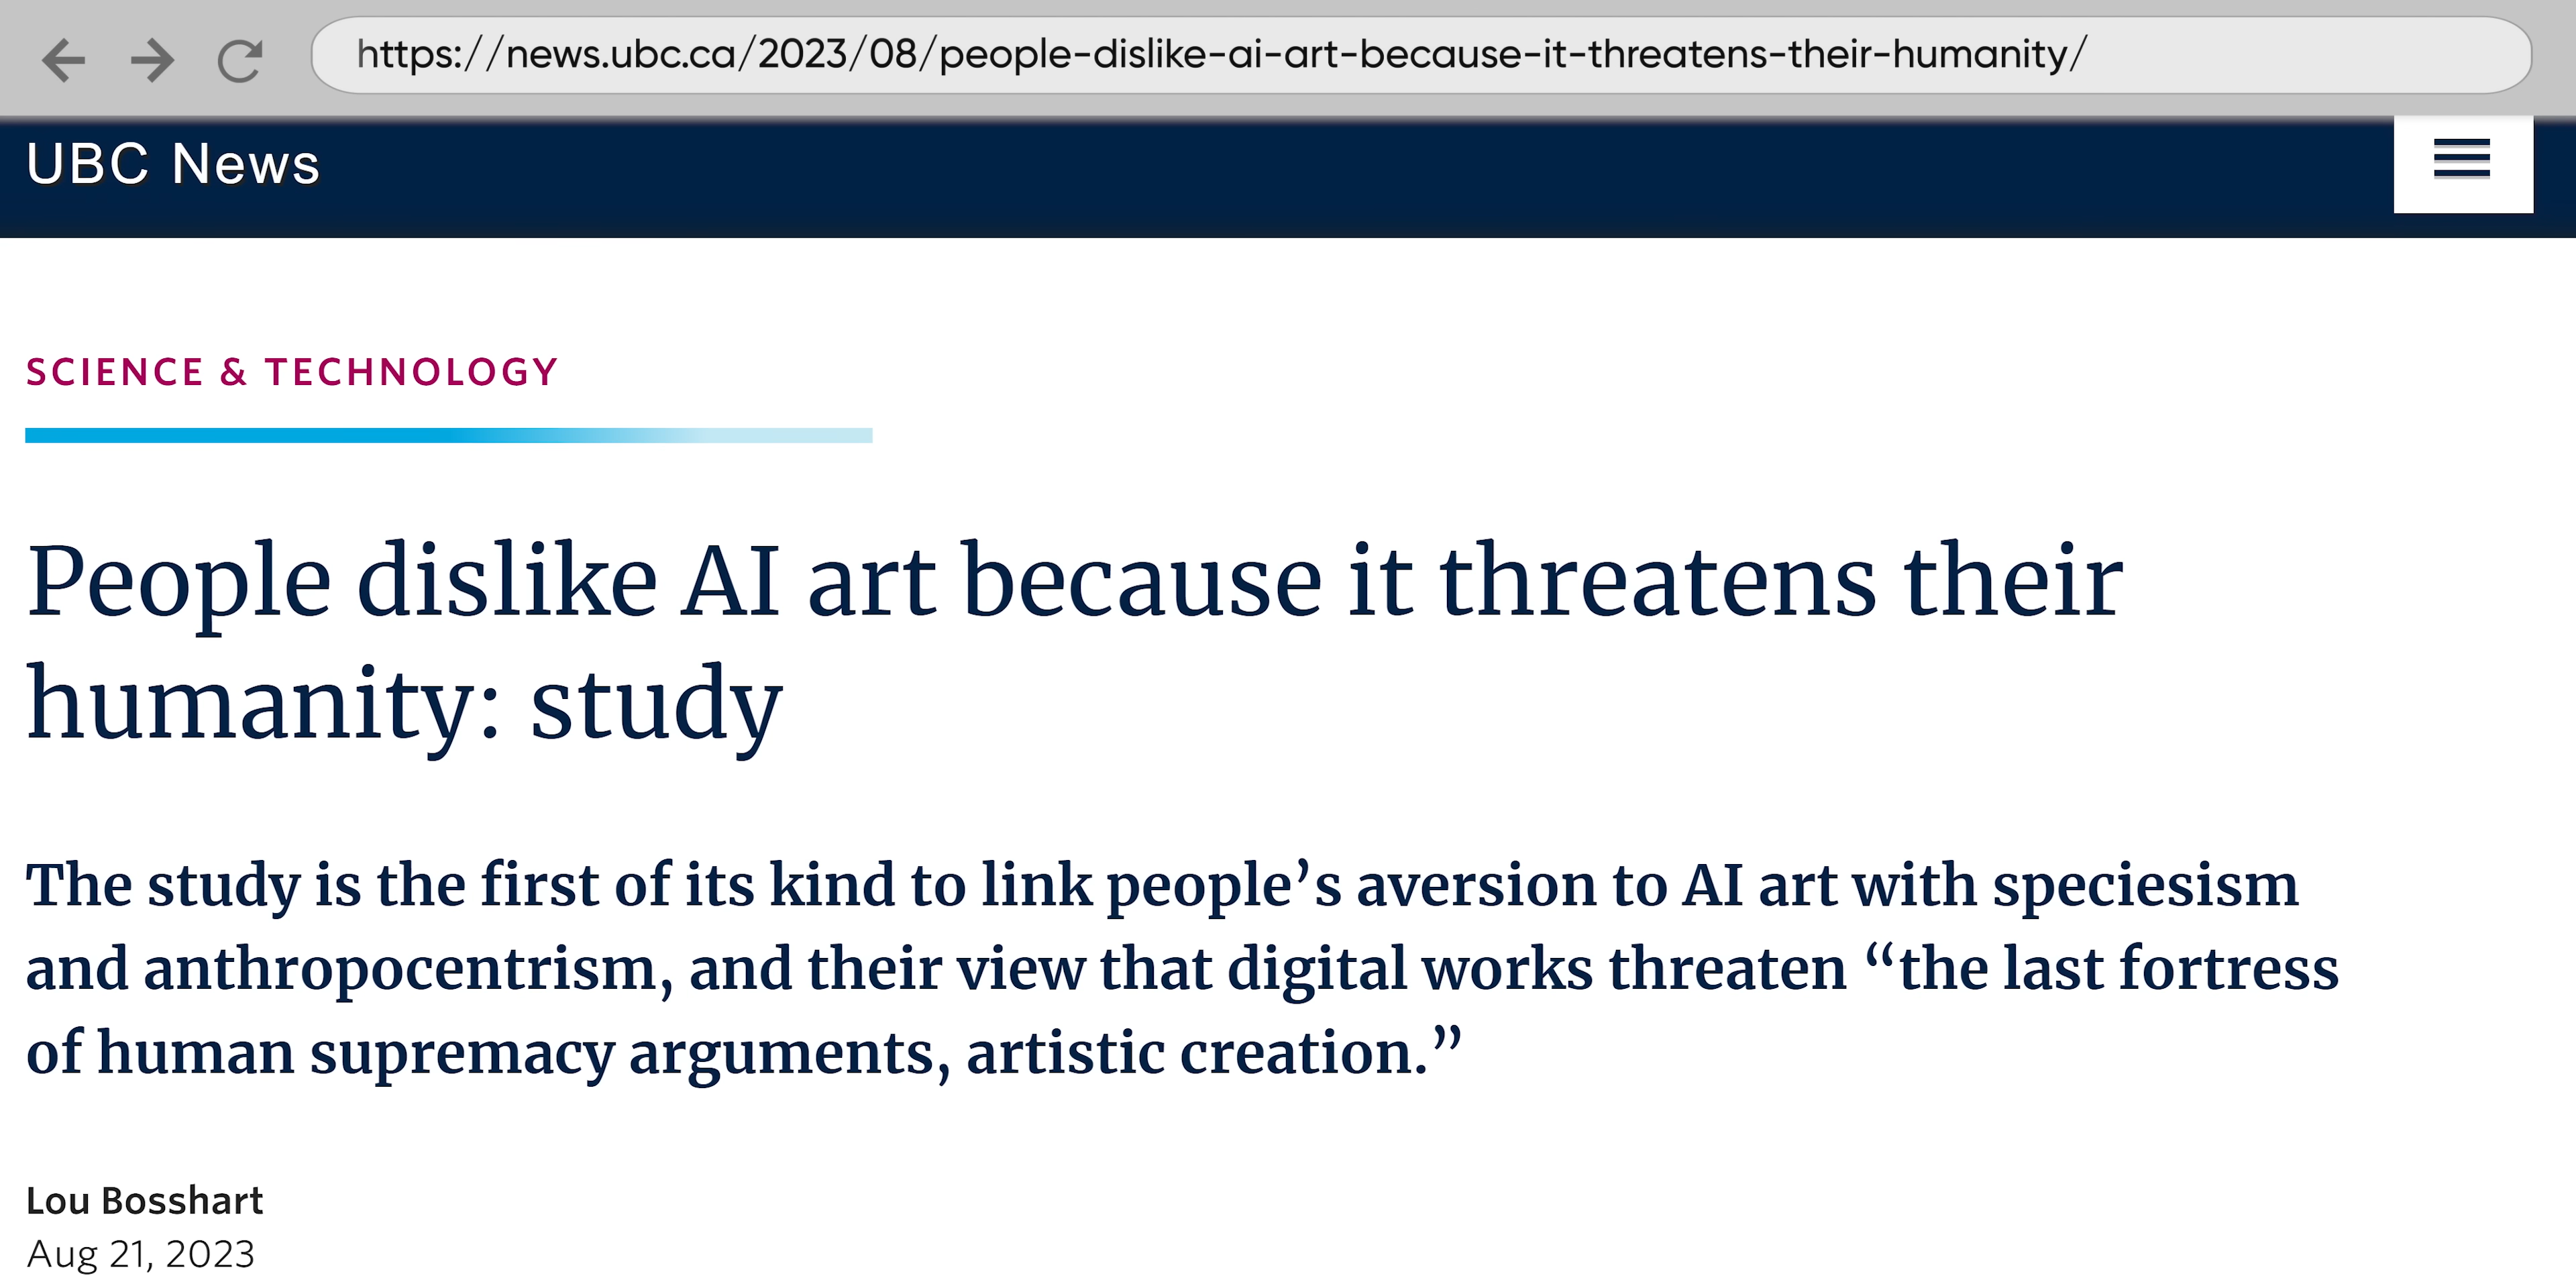 https://news.ubc.ca/2023/08/people-dislike-ai-art-because-it-threatens-their-humanity/
UBC News
SCIENCE & TECHNOLOGY
People dislike AI art because it threatens their
humanity: study
The study is the first of its kind to link people’s aversion to AI art with speciesism
and anthropocentrism, and their view that digital works threaten “the last fortress
of human supremacy arguments, artistic creation.”
Lou Bosshart
Aug 21, 2023